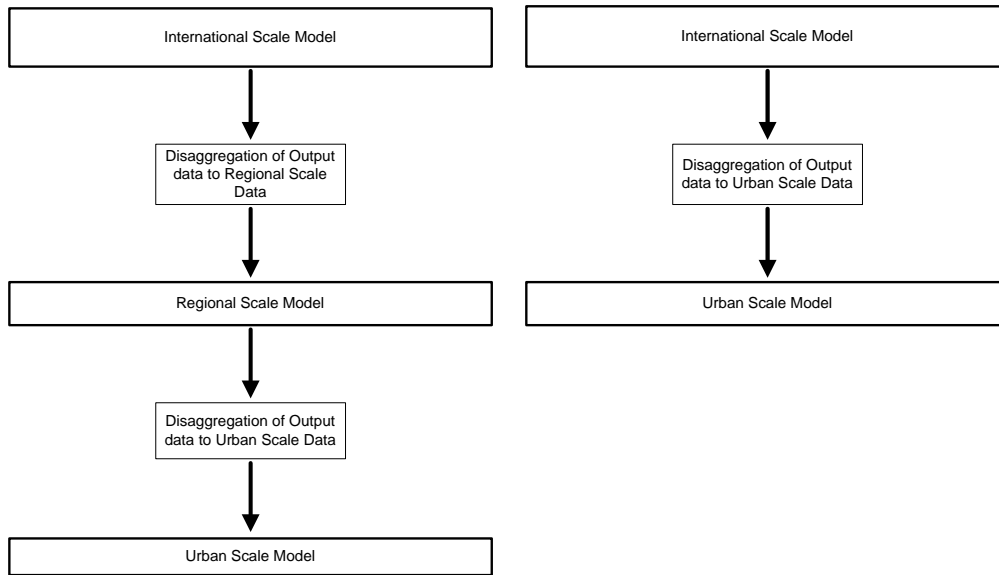 International Scale Model
Disaggregation of Output
data to Regional Scale
Data
Regional Scale Model
Disaggregation of Output
data to Urban Scale Data
Urban Scale Model
International Scale Model
Disaggregation of Output
data to Urban Scale Data
Urban Scale Model